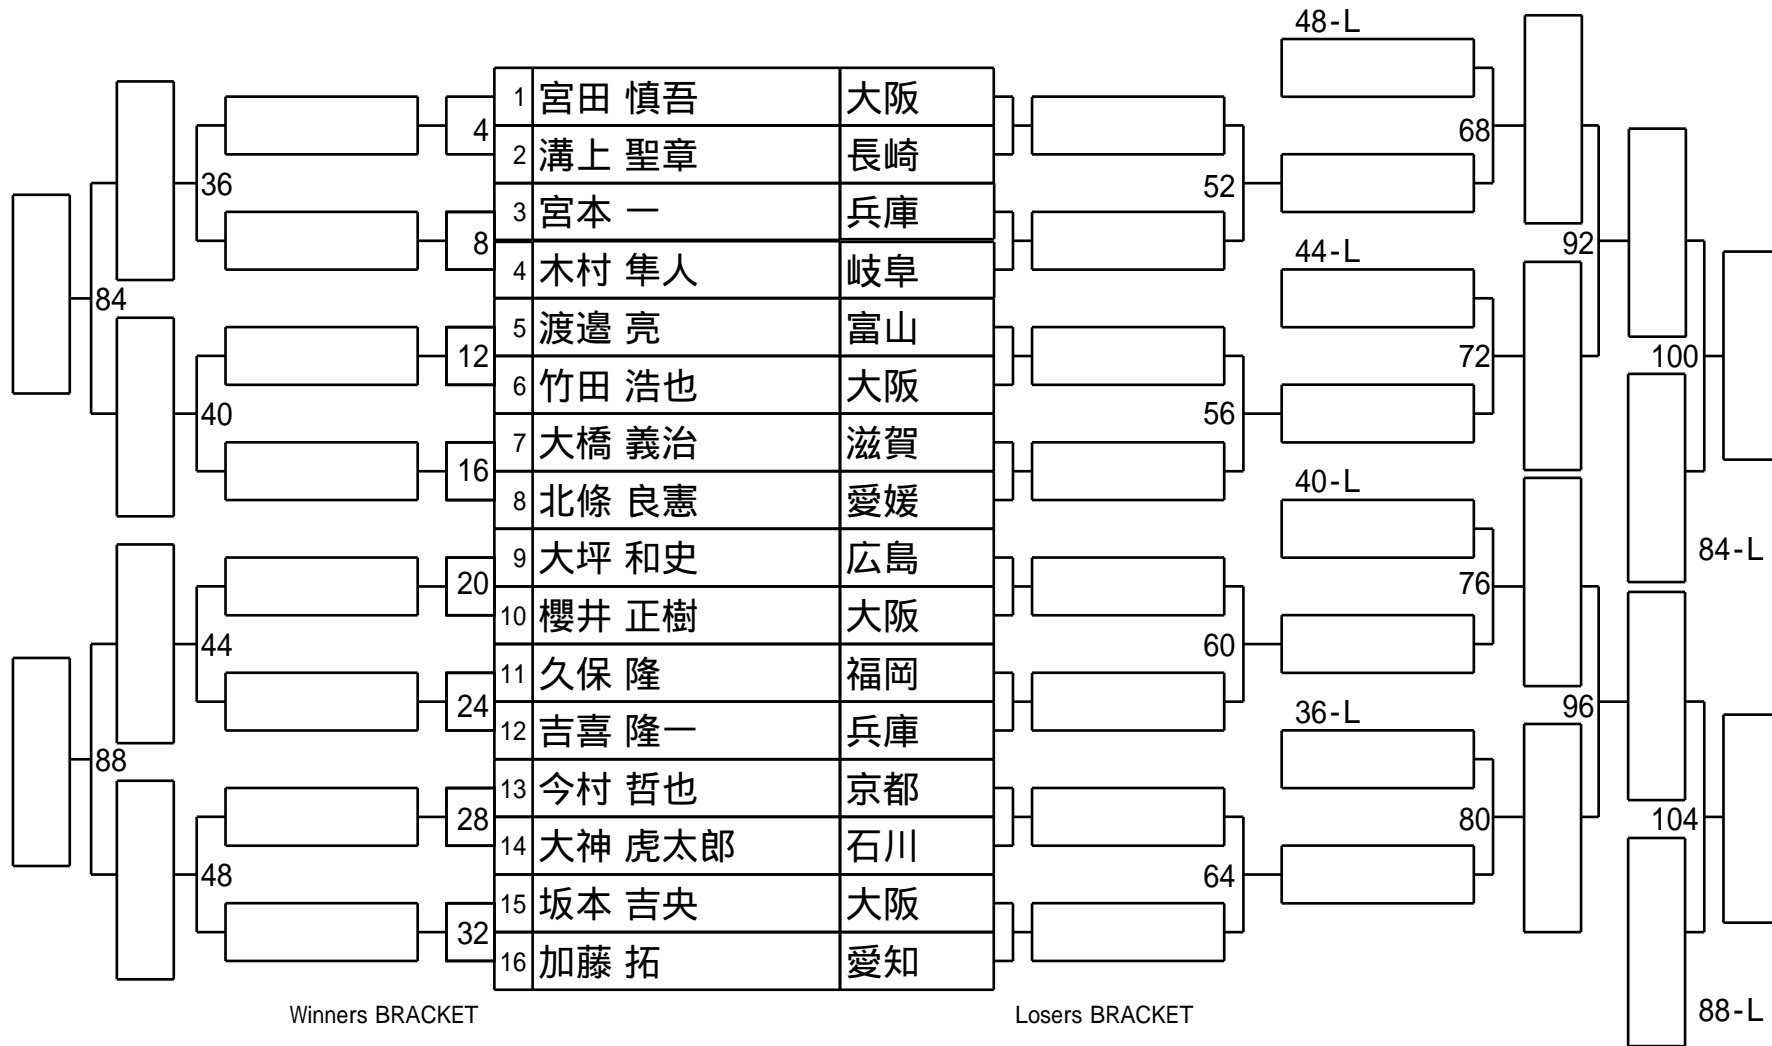 48-L
1 宮田 慎吾 大阪
4
68
2 溝上 聖章 長崎
36
52
3 宮本 一 兵庫
8
92
4 木村 隼人 岐阜
44-L
84
5 渡邉 亮 富山
12
72
100
6 竹田 浩也 大阪
40
56
7 大橋 義治 滋賀
16
40-L
8 北條 良憲 愛媛
9 大坪 和史 広島
84-L
20
76
10 櫻井 正樹 大阪
44
60
11 久保 隆 福岡
24
96
36-L
12 吉喜 隆一 兵庫
88
13 今村 哲也 京都
28
80
104
14 大神 虎太郎 石川
48
64
15 坂本 吉央 大阪
32
16 加藤 拓 愛知
88-L
Winners BRACKET
Losers BRACKET